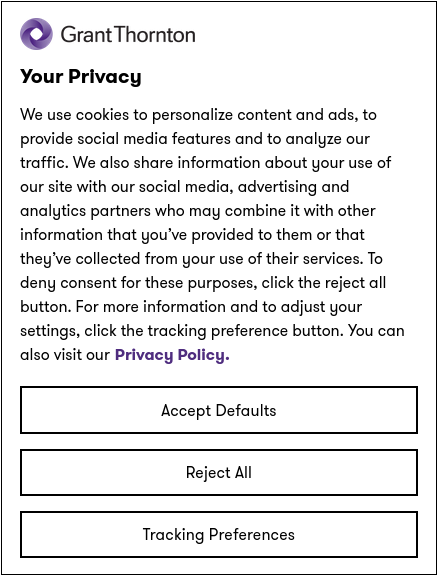 Grant Thornton
Your Privacy
We use cookies to personalize content and ads, to
provide social media features and to analyze our
traffic. We also share information about your use of
our site with our social media, advertising and
analytics partners who may combine it with other
information that you’ve provided to them or that
they’ve collected from your use of their services. To
deny consent for these purposes, click the reject all
button. For more information and to adjust your
settings, click the tracking preference button. You can
also visit our Privacy Policy.
Accept Defaults
Reject All
Tracking Preferences